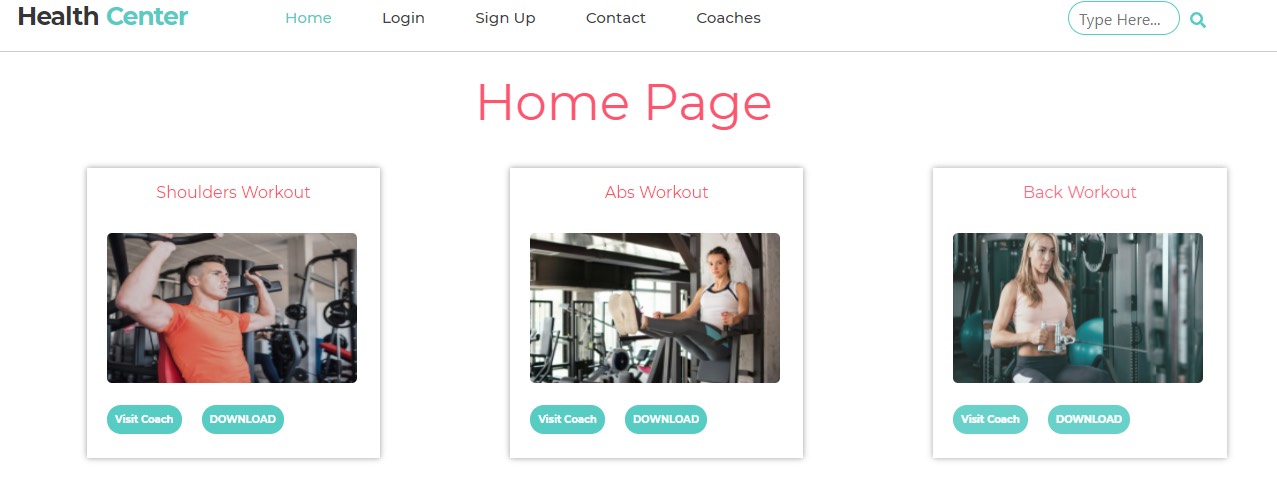 Health Center Home Login Sign Up Contact Coaches Type Here...
Home Page
Shoulders Workout Abs Workout Back Workout
Visit Coach DOWNLOAD Visit Coach DOWNLOAD Visit Coach DOWNLOAD